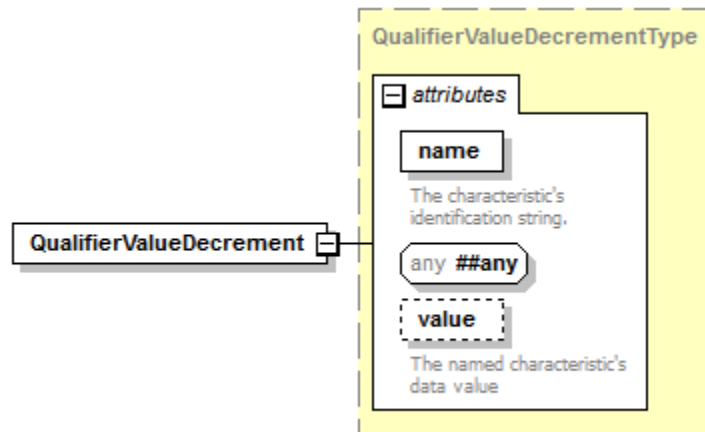 QualifierValueDecrementType
attributes
name
The characteristic's
identification string.
QualifierValueDecrement
any ##any
value
The named characteristic's
data value